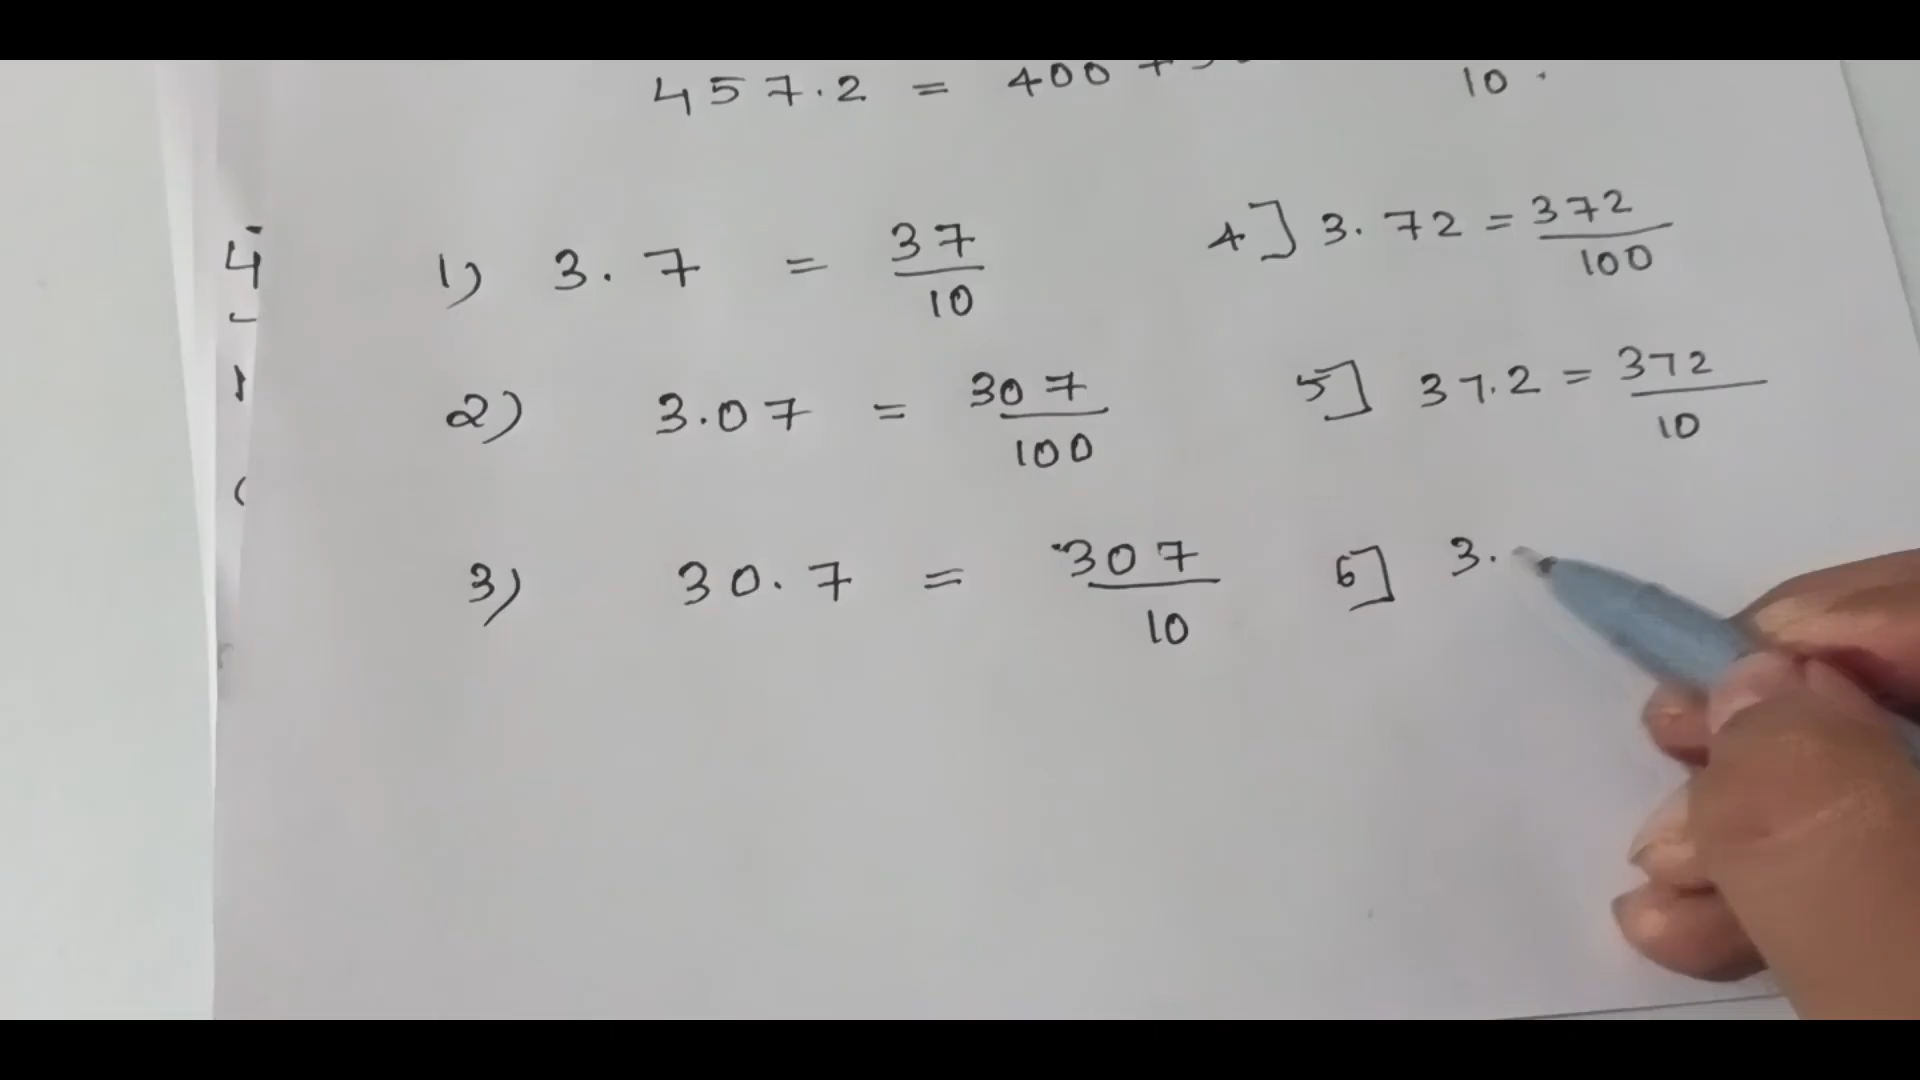 457.2 = 400 +
10
1) 3.7 = 37/10
2) 3.07 = 307/100
3) 30.7 = 307/10
4] 3.72 = 372/100
5] 37.2 = 372/10
6] 3.
4